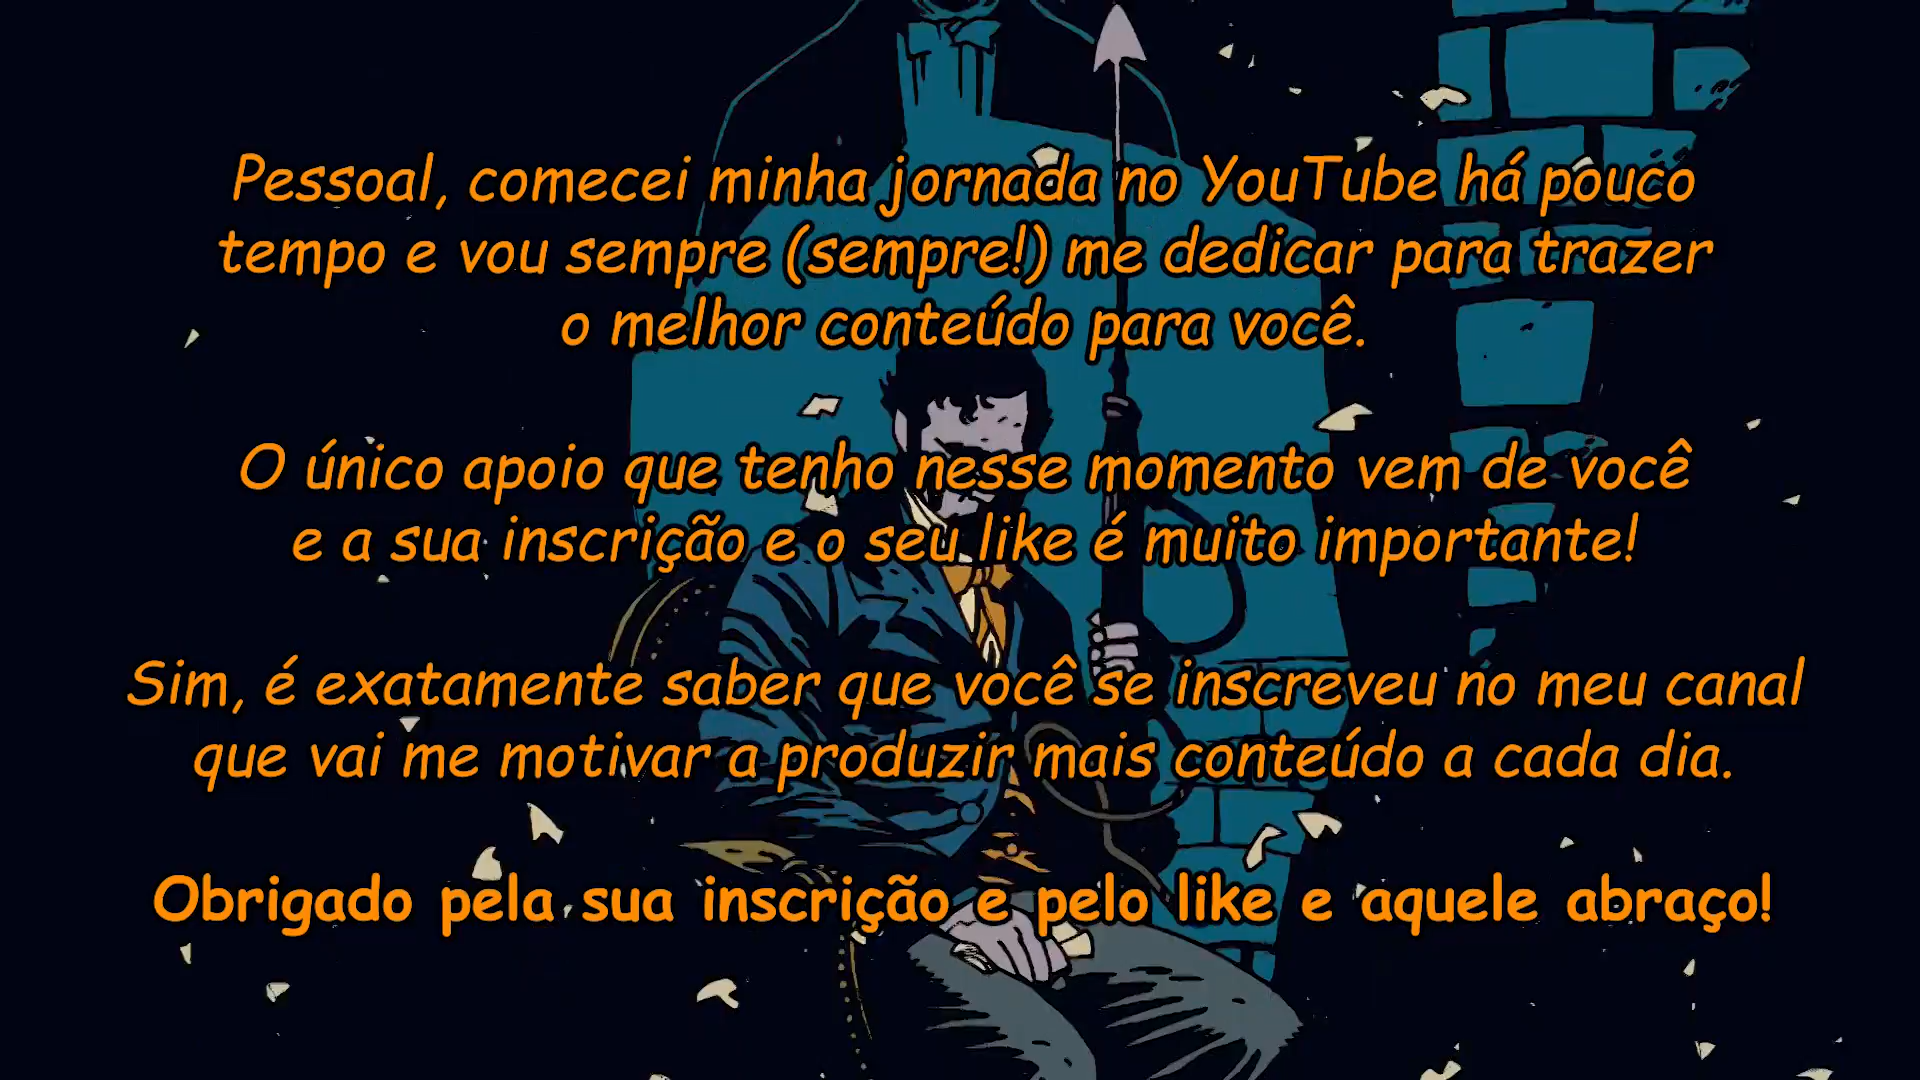 Pessoal, comecei minha jornada no YouTube há pouco
tempo e vou sempre (sempre!) me dedicar para trazer
o melhor conteúdo para você.
O único apoio que tenho nesse momento vem de você
e a sua inscrição e o seu like é muito importante!
Sim, é exatamente saber que você se inscreveu no meu canal
que vai me motivar a produzir mais conteúdo a cada dia.
Obrigado pela sua inscrição e pelo like e aquele abraço!